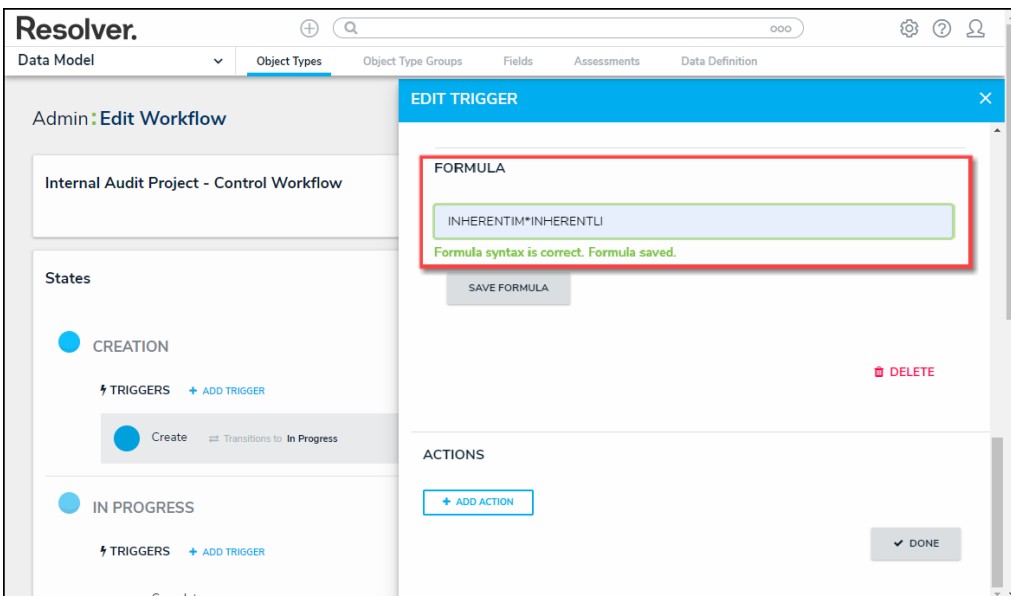 Resolver.
ooo
Data Model
Object Types
Object Type Groups
Fields
Assessments
Data Definition
Admin:Edit Workflow
Internal Audit Project - Control Workflow
States
CREATION
TRIGGERS + ADD TRIGGER
Create Transitions to In Progress
IN PROGRESS
TRIGGERS + ADD TRIGGER
EDIT TRIGGER
FORMULA
INHERENTIM*INHERENTLI
Formula syntax is correct. Formula saved.
SAVE FORMULA
DELETE
ACTIONS
+ ADD ACTION
DONE